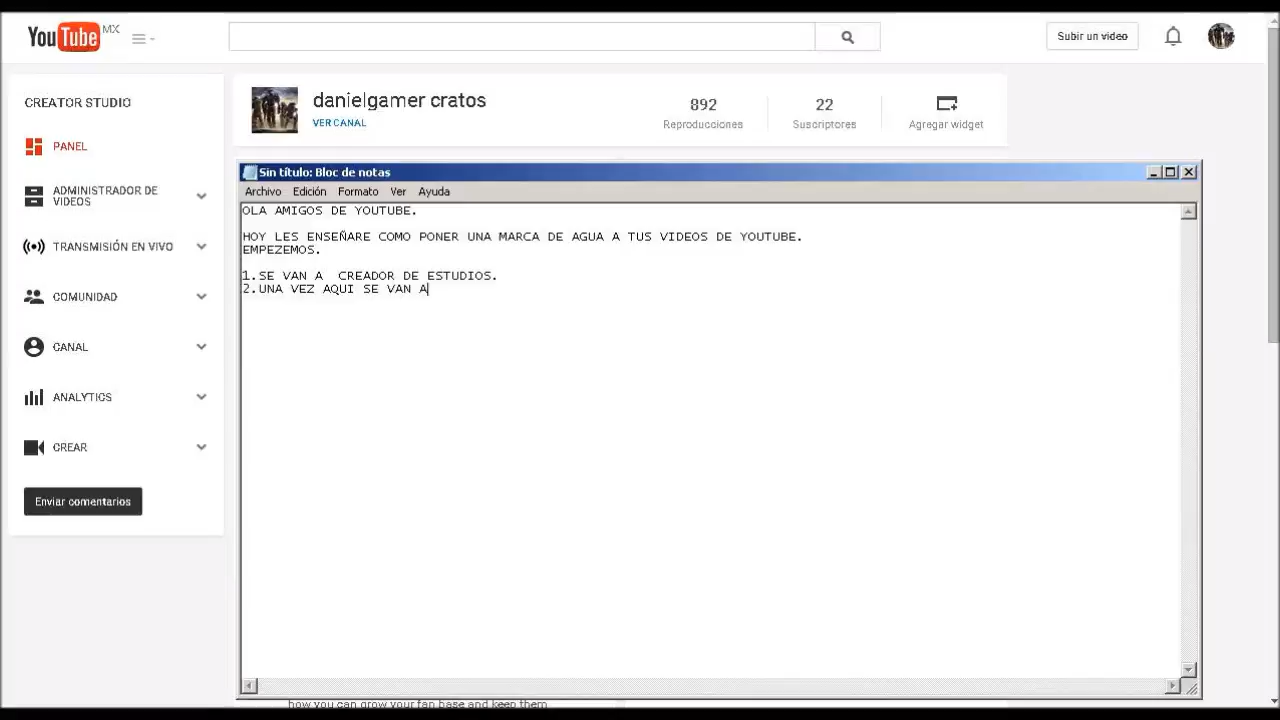 YouTube MX
Subir un video
CREATOR STUDIO
PANEL
ADMINISTRADOR DE
VIDEOS
TRANSMISIÓN EN VIVO
COMUNIDAD
CANAL
ANALYTICS
CREAR
Enviar comentarios
danielgamer cratos
VER CANAL
892
Reproducciones
22
Suscriptores
Agregar widget
Sin título: Bloc de notas
Archivo Edición Formato Ver Ayuda
OLA AMIGOS DE YOUTUBE.
HOY LES ENSEÑARE COMO PONER UNA MARCA DE AGUA A TUS VIDEOS DE YOUTUBE.
EMPEZEMOS.
1.SE VAN A  CREADOR DE ESTUDIOS.
2.UNA VEZ AQUI SE VAN A
how you can grow your fan base and keep them